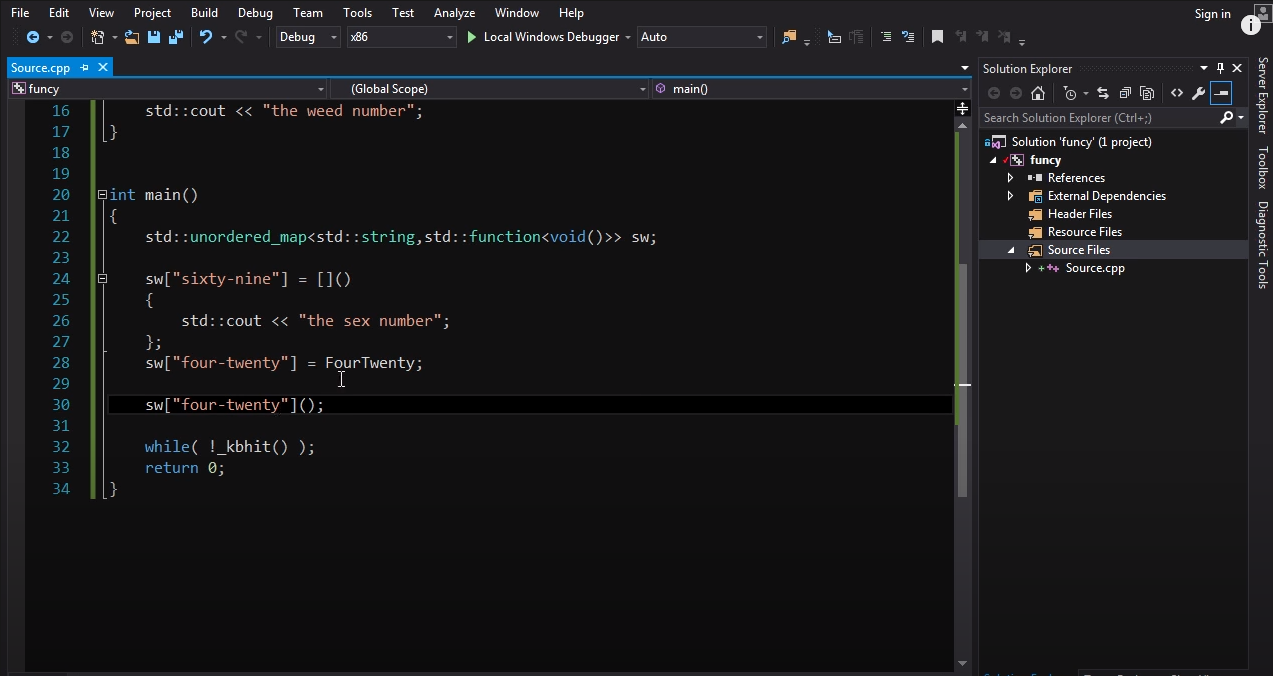 File Edit View Project Build Debug Team Tools Test Analyze Window Help
Sign in
Debug x86 Local Windows Debugger Auto
Source.cpp
funcy (Global Scope) main()
16 std::cout << "the weed number";
17 }
18
19
20 int main()
21 {
22 std::unordered_map<std::string,std::function<void()>> sw;
23
24 sw["sixty-nine"] = []()
25 {
26 std::cout << "the sex number";
27 };
28 sw["four-twenty"] = FourTwenty;
29
30 sw["four-twenty"]();
31
32 while( !_kbhit() );
33 return 0;
34 }
Solution Explorer
Search Solution Explorer (Ctrl+;)
Solution 'funcy' (1 project)
funcy
References
External Dependencies
Header Files
Resource Files
Source Files
Source.cpp
Server Explorer
Toolbox
Diagnostic Tools